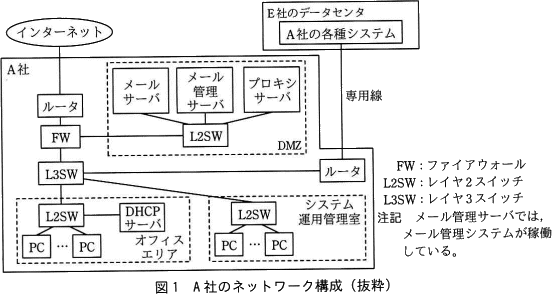 インターネット
E社のデータセンタ
A社の各種システム
A社
メール
サーバ
メール
管理
サーバ
プロキシ
サーバ
専用線
ルータ
FW
L2SW
DMZ
L3SW
ルータ
FW:ファイアウォール
L2SW:レイヤ2スイッチ
L3SW:レイヤ3スイッチ
注記 メール管理サーバでは,
メール管理システムが稼働
している。
L2SW
DHCP
サーバ
PC … PC
オフィス
エリア
L2SW
システム
運用管理室
PC … PC
図1 A社のネットワーク構成(抜粋)